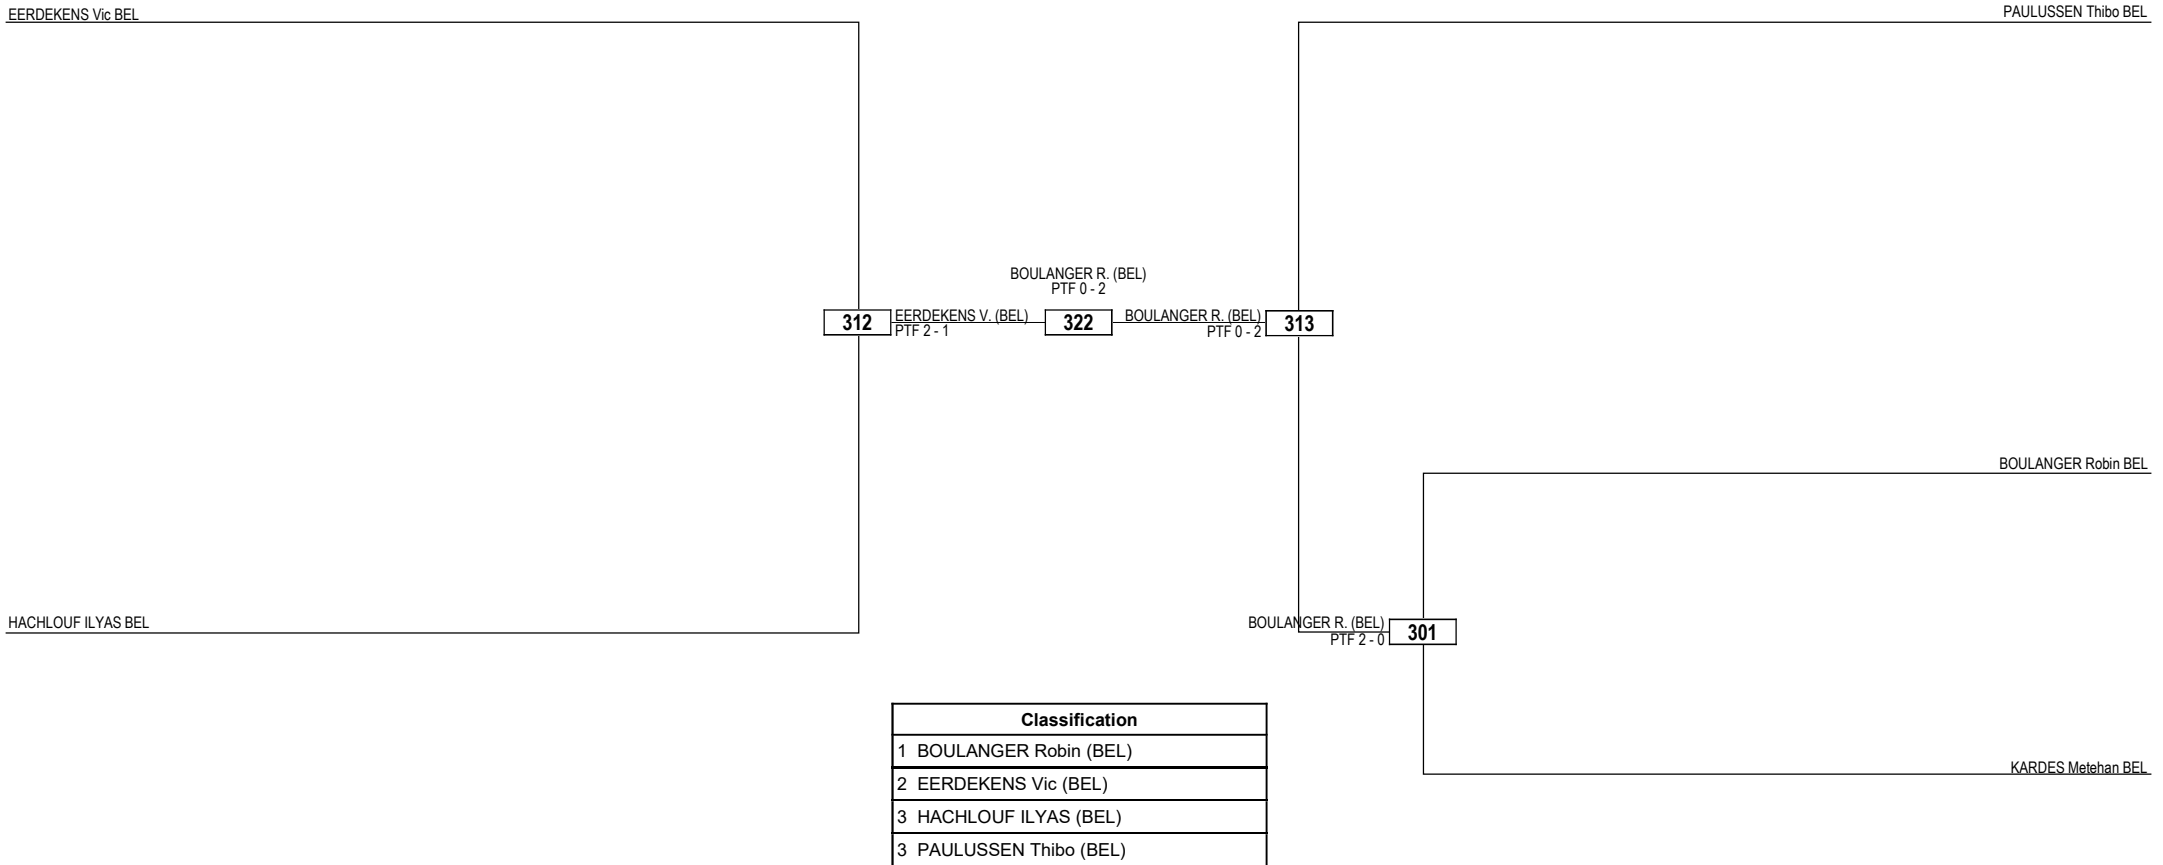 EERDEKENS Vic BEL
PAULUSSEN Thibo BEL
BOULANGER R. (BEL)
PTF 0 - 2
312
EERDEKENS V. (BEL)
PTF 2 - 1
322
BOULANGER R. (BEL)
PTF 0 - 2
313
BOULANGER Robin BEL
HACHLOUF ILYAS BEL
BOULANGER R. (BEL)
PTF 2 - 0
301
KARDES Metehan BEL
Classification
1 BOULANGER Robin (BEL)
2 EERDEKENS Vic (BEL)
3 HACHLOUF ILYAS (BEL)
3 PAULUSSEN Thibo (BEL)